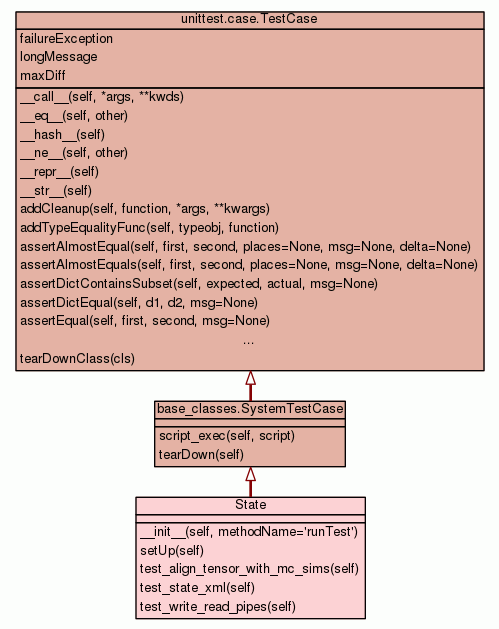 unittest.case.TestCase
failureException
longMessage
maxDiff
__call__(self, *args, **kwds)
__eq__(self, other)
__hash__(self)
__ne__(self, other)
__repr__(self)
__str__(self)
addCleanup(self, function, *args, **kwargs)
addTypeEqualityFunc(self, typeobj, function)
assertAlmostEqual(self, first, second, places=None, msg=None, delta=None)
assertAlmostEquals(self, first, second, places=None, msg=None, delta=None)
assertDictContainsSubset(self, expected, actual, msg=None)
assertDictEqual(self, d1, d2, msg=None)
assertEqual(self, first, second, msg=None)
...
tearDownClass(cls)
base_classes.SystemTestCase
script_exec(self, script)
tearDown(self)
State
__init__(self, methodName='runTest')
setUp(self)
test_align_tensor_with_mc_sims(self)
test_state_xml(self)
test_write_read_pipes(self)